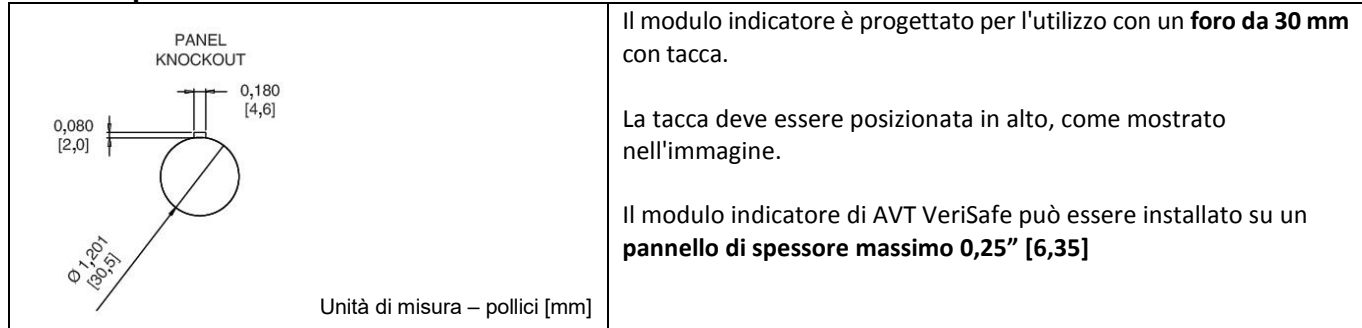 PANEL
KNOCKOUT
0,180
[4,6]
0,080
[2,0]
Ø 1,201
[30,5]
Unità di misura – pollici [mm]
Il modulo indicatore è progettato per l'utilizzo con un foro da 30 mm
con tacca.
La tacca deve essere posizionata in alto, come mostrato
nell'immagine.
Il modulo indicatore di AVT VeriSafe può essere installato su un
pannello di spessore massimo 0,25” [6,35]